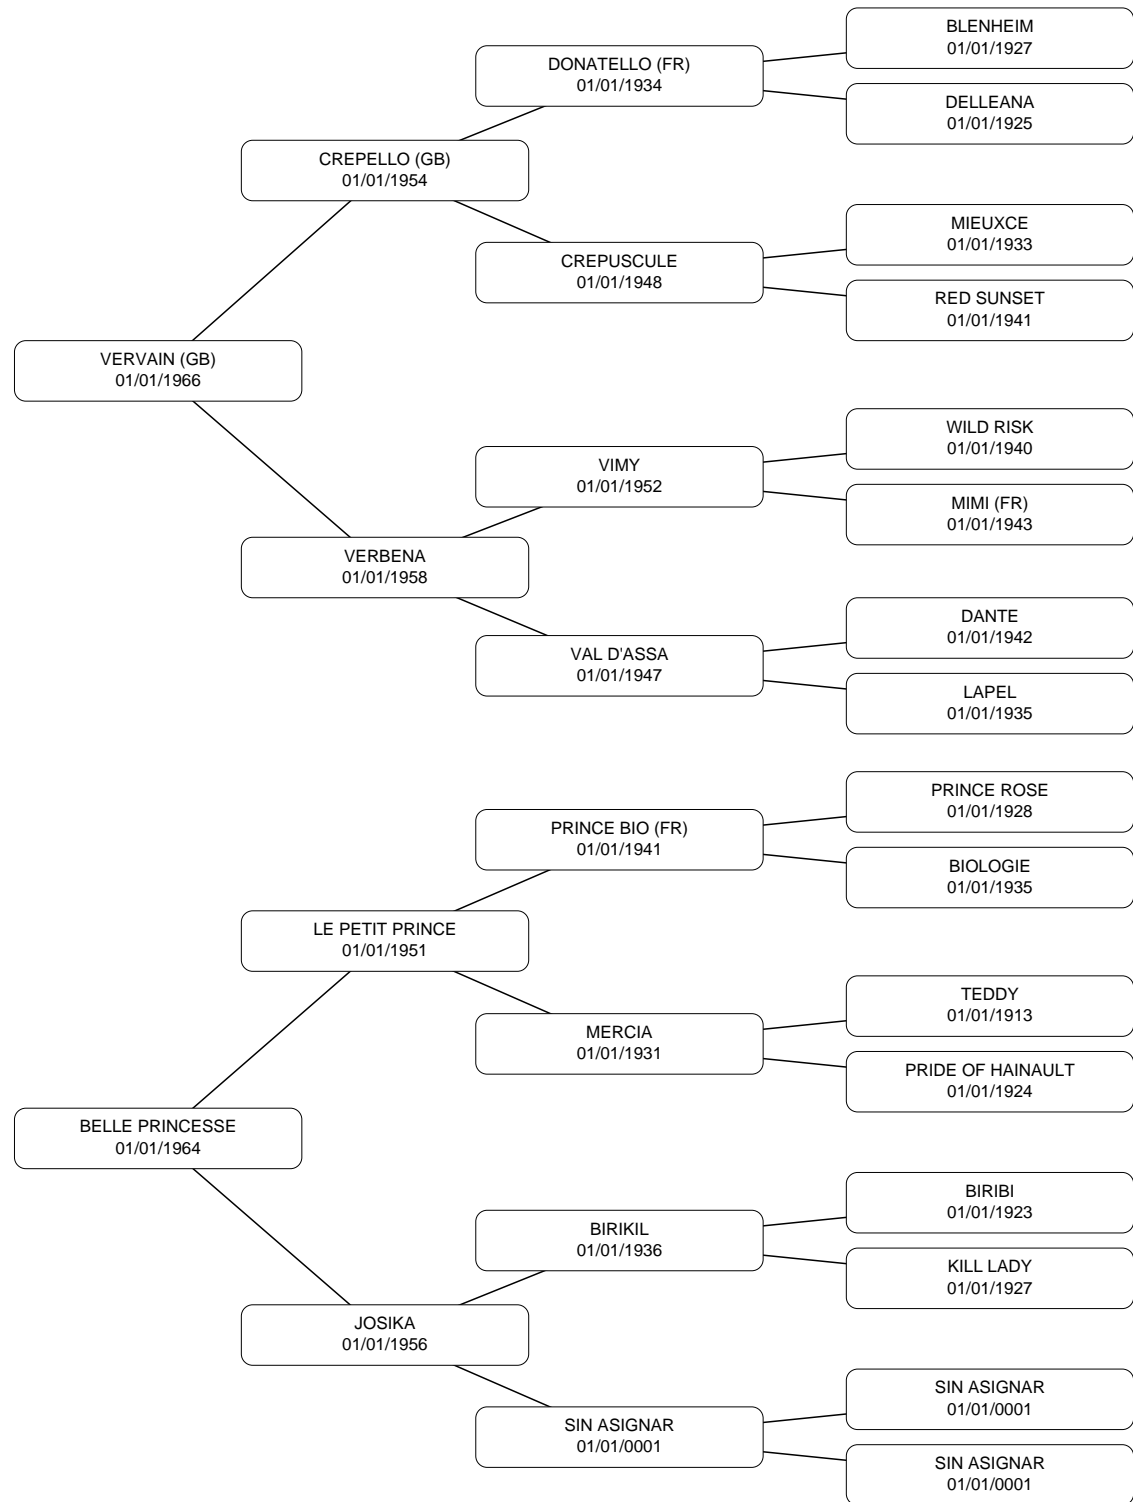 BLENHEIM
01/01/1927
DONATELLO (FR)
01/01/1934
DELLEANA
01/01/1925
CREPELLO (GB)
01/01/1954
MIEUXCE
01/01/1933
CREPUSCULE
01/01/1948
RED SUNSET
01/01/1941
VERVAIN (GB)
01/01/1966
WILD RISK
01/01/1940
VIMY
01/01/1952
MIMI (FR)
01/01/1943
VERBENA
01/01/1958
DANTE
01/01/1942
VAL D'ASSA
01/01/1947
LAPEL
01/01/1935
PRINCE ROSE
01/01/1928
PRINCE BIO (FR)
01/01/1941
BIOLOGIE
01/01/1935
LE PETIT PRINCE
01/01/1951
TEDDY
01/01/1913
MERCIA
01/01/1931
PRIDE OF HAINAULT
01/01/1924
BELLE PRINCESSE
01/01/1964
BIRIBI
01/01/1923
BIRIKIL
01/01/1936
KILL LADY
01/01/1927
JOSIKA
01/01/1956
SIN ASIGNAR
01/01/0001
SIN ASIGNAR
01/01/0001
SIN ASIGNAR
01/01/0001